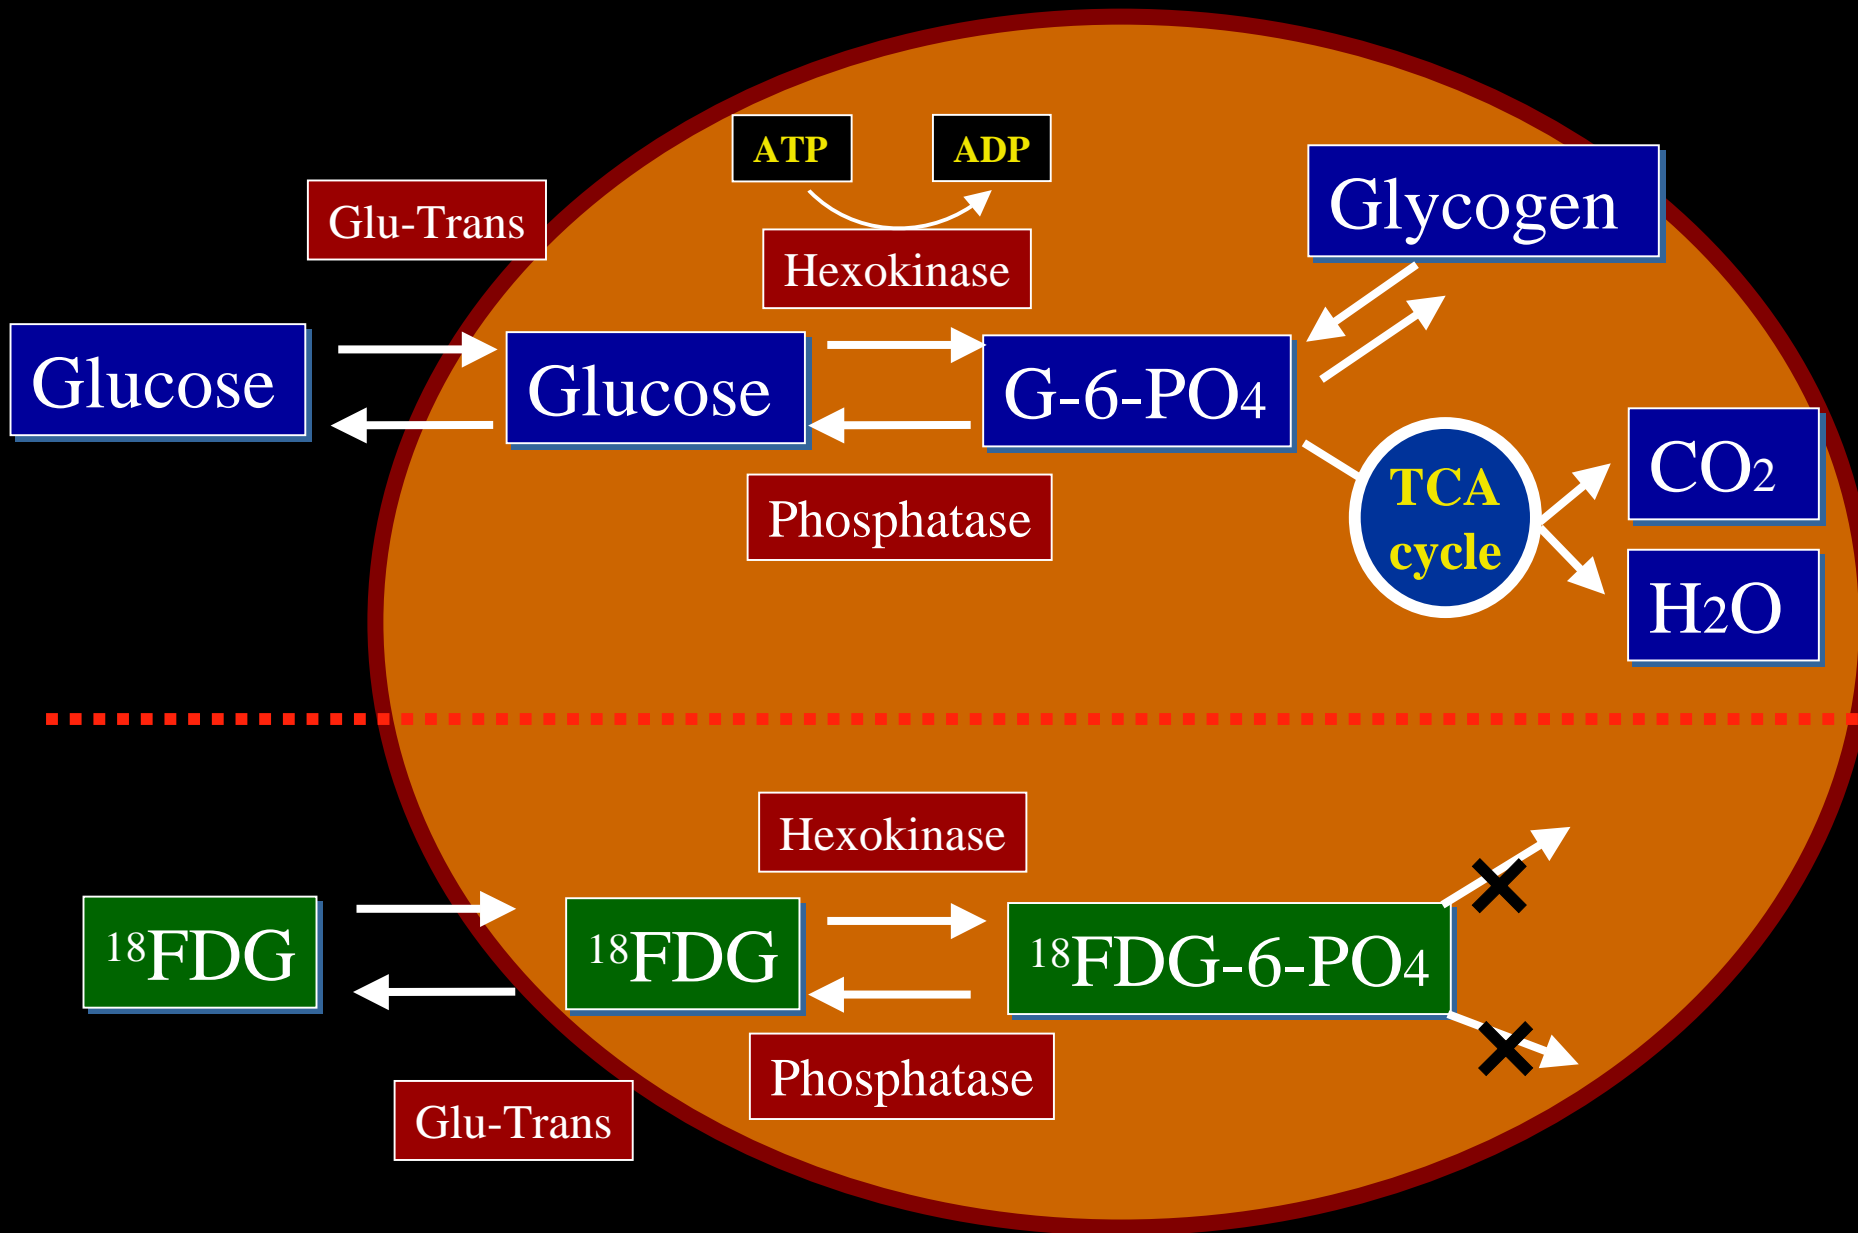 ATP
ADP
Glu-Trans
Hexokinase
Glycogen
Glucose
Glucose
G-6-PO4
Phosphatase
TCA
cycle
CO2
H2O
Hexokinase
18FDG
18FDG
18FDG-6-PO4
Phosphatase
Glu-Trans